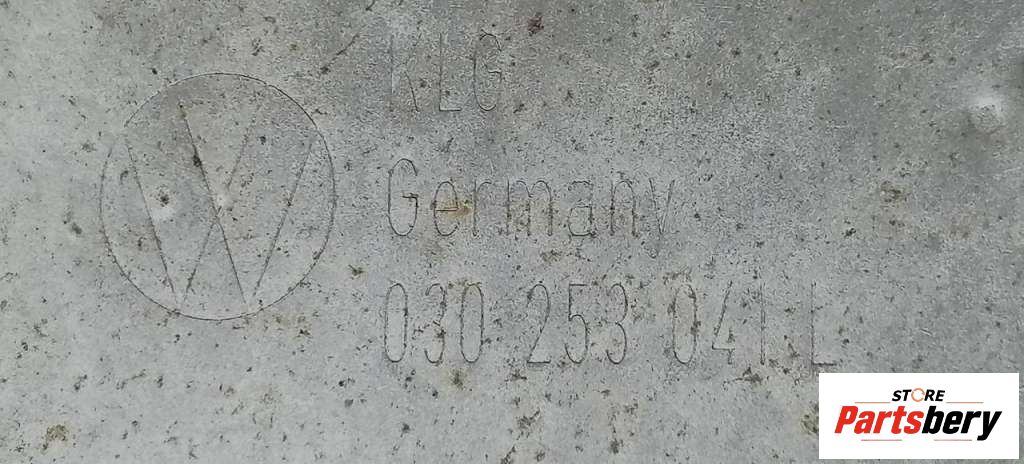 KLG
Germany
030 253 041 L
STORE
Partsbery